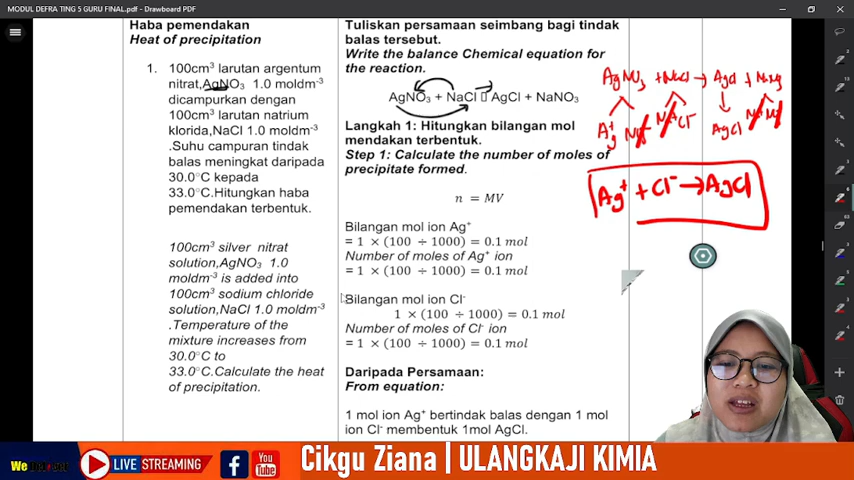 MODUL DEFRA TING 5 GURU FINAL.pdf - Drawboard PDF
Haba pemendakan
Heat of precipitation
1. 100cm³ larutan argentum
nitrat,AgNO₃ 1.0 moldm⁻³
dicampurkan dengan
100cm³ larutan natrium
klorida,NaCl 1.0 moldm⁻³
.Suhu campuran tindak
balas meningkat daripada
30.0°C kepada
33.0°C.Hitungkan haba
pemendakan terbentuk.
100cm³ silver nitrat
solution,AgNO₃ 1.0
moldm⁻³ is added into
100cm³ sodium chloride
solution,NaCl 1.0 moldm⁻³
.Temperature of the
mixture increases from
30.0°C to
33.0°C.Calculate the heat
of precipitation.
Tuliskan persamaan seimbang bagi tindak
balas tersebut.
Write the balance Chemical equation for
the reaction.
AgNO₃ + NaCl ▯ AgCl + NaNO₃
Langkah 1: Hitungkan bilangan mol
mendakan terbentuk.
Step 1: Calculate the number of moles of
precipitate formed.
n = MV
Bilangan mol ion Ag⁺
= 1 × (100 ÷ 1000) = 0.1 mol
Number of moles of Ag⁺ ion
= 1 × (100 ÷ 1000) = 0.1 mol
Bilangan mol ion Cl⁻
1 × (100 ÷ 1000) = 0.1 mol
Number of moles of Cl⁻ ion
= 1 × (100 ÷ 1000) = 0.1 mol
Daripada Persamaan:
From equation:
1 mol ion Ag⁺ bertindak balas dengan 1 mol
ion Cl⁻ membentuk 1mol AgCl.
AgNO₃ + NaCl → AgCl + NaNO₃
Ag⁺ Cl⁻ AgCl
Ag⁺ + Cl⁻ → AgCl
LIVE STREAMING
You
Tube
Cikgu Ziana | ULANGKAJI KIMIA